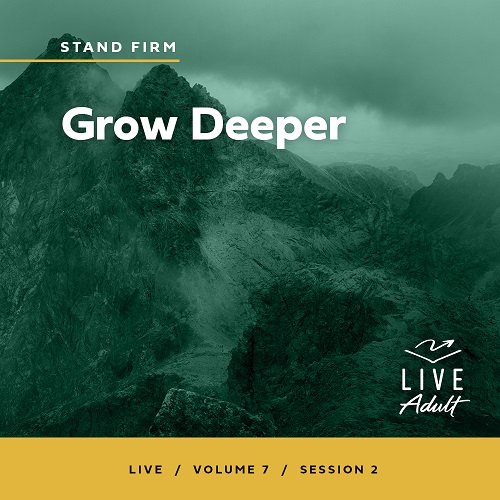 STAND FIRM
Grow Deeper
LIVE
Adult
LIVE / VOLUME 7 / SESSION 2